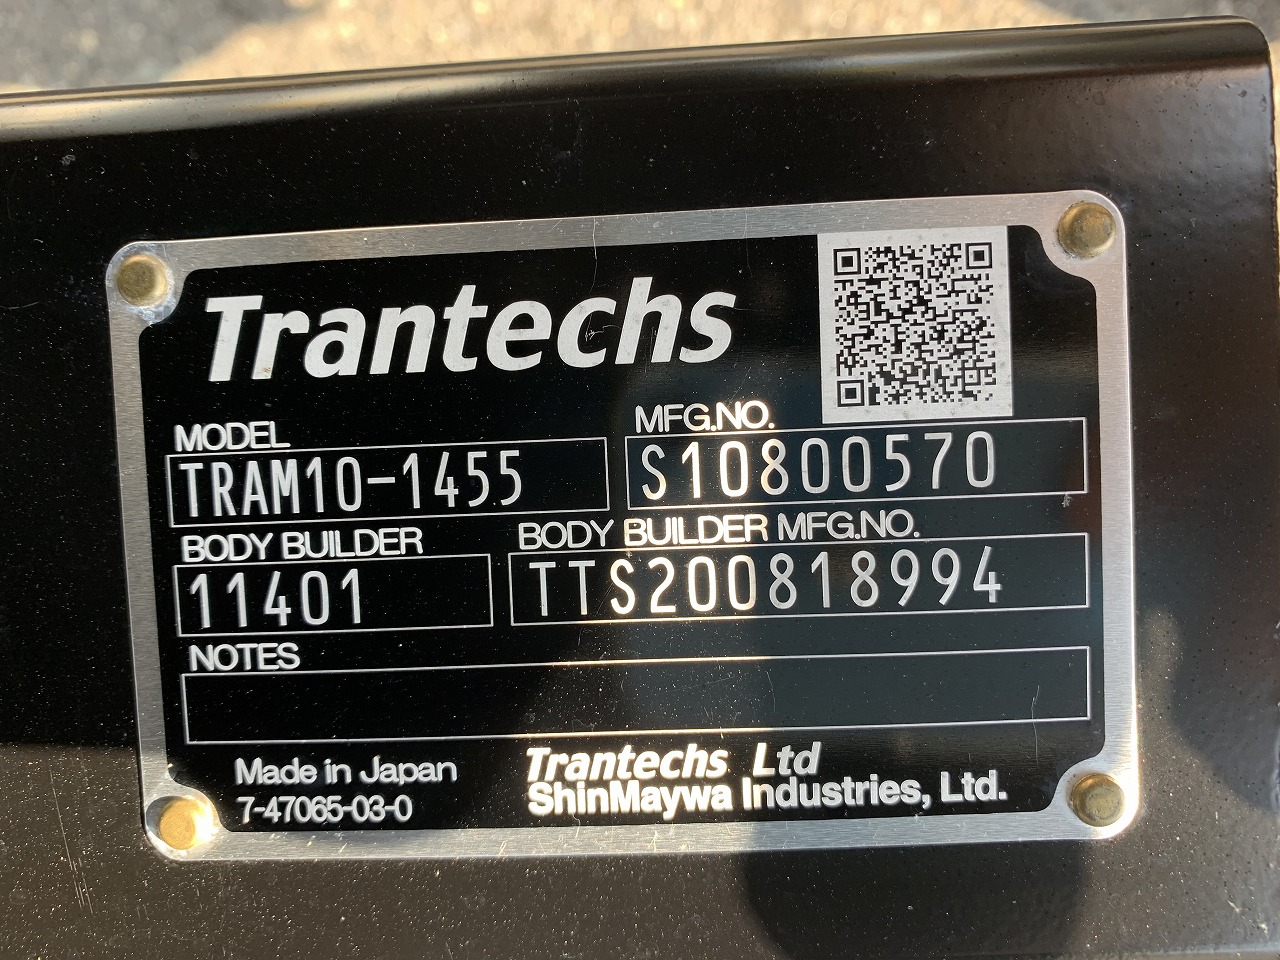 Trantechs
MODEL
MFG.NO.
TRAM10-1455
S10800570
BODY BUILDER
BODY BUILDER MFG.NO.
11401
TTS200818994
NOTES
Made in Japan
Trantechs Ltd
7-47065-03-0
ShinMaywa Industries, Ltd.